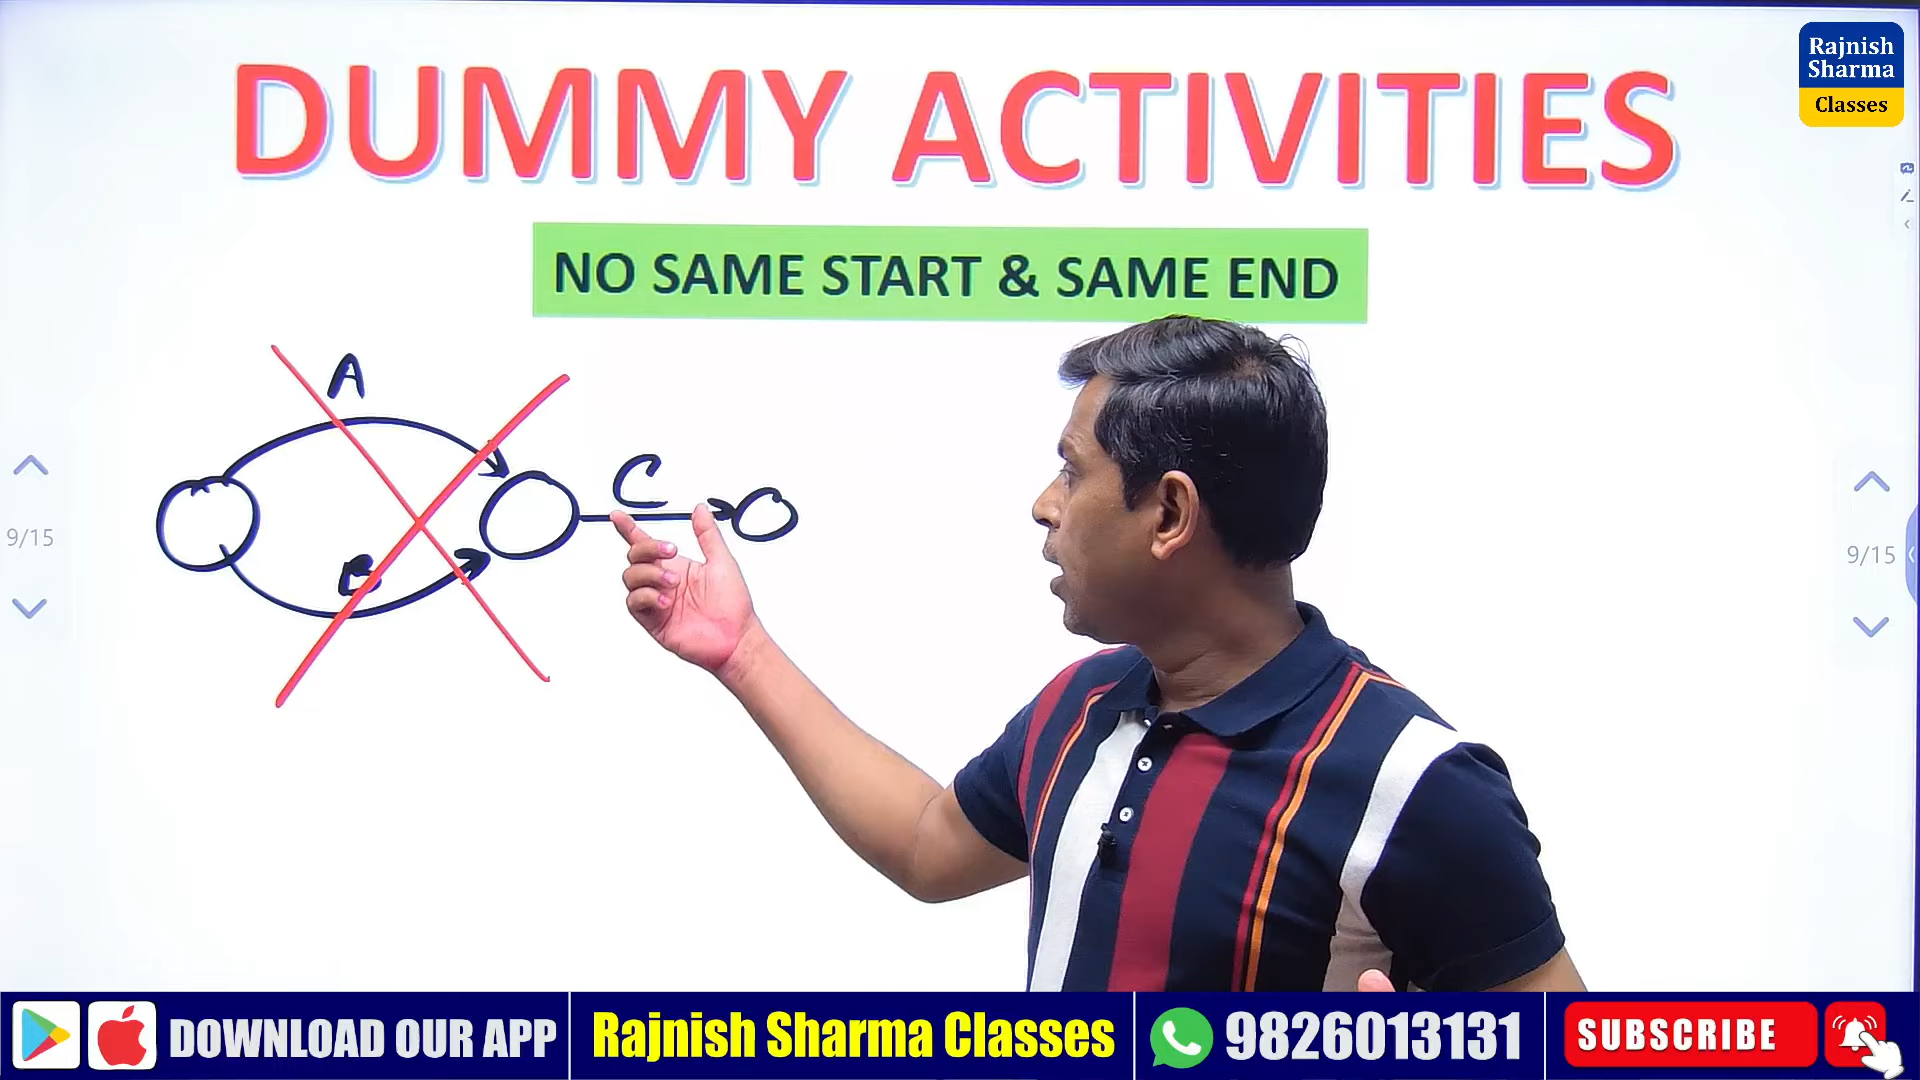 DUMMY ACTIVITIES
Rajnish
Sharma
Classes
NO SAME START & SAME END
A
C
B
9/15
9/15
DOWNLOAD OUR APP
Rajnish Sharma Classes
9826013131
SUBSCRIBE